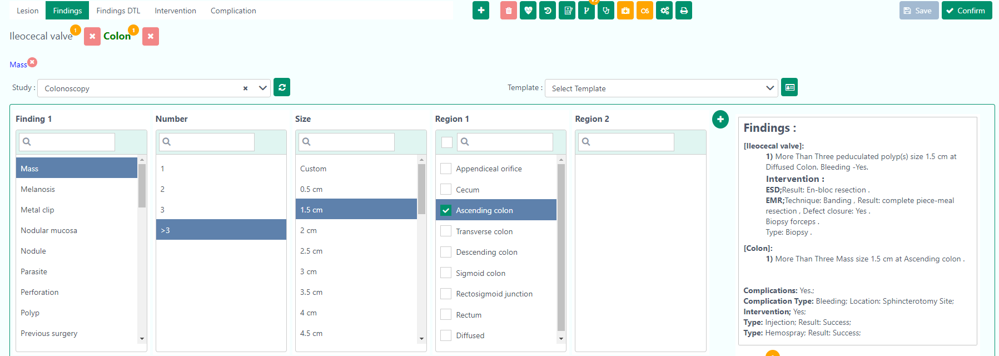 Lesion
Findings
Findings DTL
Intervention
Complication
OS
Save
Confirm
Ileocecal valve
1
Colon
1
Mass
Study :
Colonoscopy
Template :
Select Template
Finding 1
Number
Size
Region 1
Region 2
Mass
Melanosis
Metal clip
Nodular mucosa
Nodule
Parasite
Perforation
Polyp
Previous surgery
1
2
3
>3
Custom
0.5 cm
1.5 cm
2 cm
2.5 cm
3 cm
3.5 cm
4 cm
4.5 cm
Appendiceal orifice
Cecum
Ascending colon
Transverse colon
Descending colon
Sigmoid colon
Rectosigmoid junction
Rectum
Diffused
Findings :
[Ileocecal valve]:
1) More Than Three peduculated polyp(s) size 1.5 cm at
Diffused Colon. Bleeding -Yes.
Intervention :
ESD;Result: En-bloc resection .
EMR;Technique: Banding , Result: complete piece-meal
resection , Defect closure: Yes .
Biopsy forceps .
Type: Biopsy .
[Colon]:
1) More Than Three Mass size 1.5 cm at Ascending colon .
Complications: Yes.;
Complication Type: Bleeding; Location: Sphincterotomy Site;
Intervention; Yes;
Type: Injection; Result: Success;
Type: Hemospray; Result: Success;